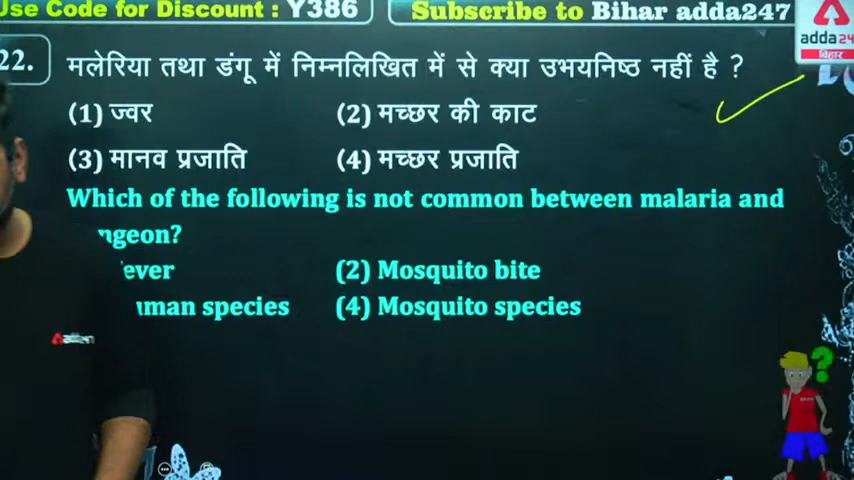 Use Code for Discount : Y386
Subscribe to Bihar adda247
adda24
बिहार
22.
मलेरिया तथा डंगू में निम्नलिखित में से क्या उभयनिष्ठ नहीं है ?
(1) ज्वर (2) मच्छर की काट
(3) मानव प्रजाति (4) मच्छर प्रजाति
Which of the following is not common between malaria and
ngeon?
ever (2) Mosquito bite
uman species (4) Mosquito species